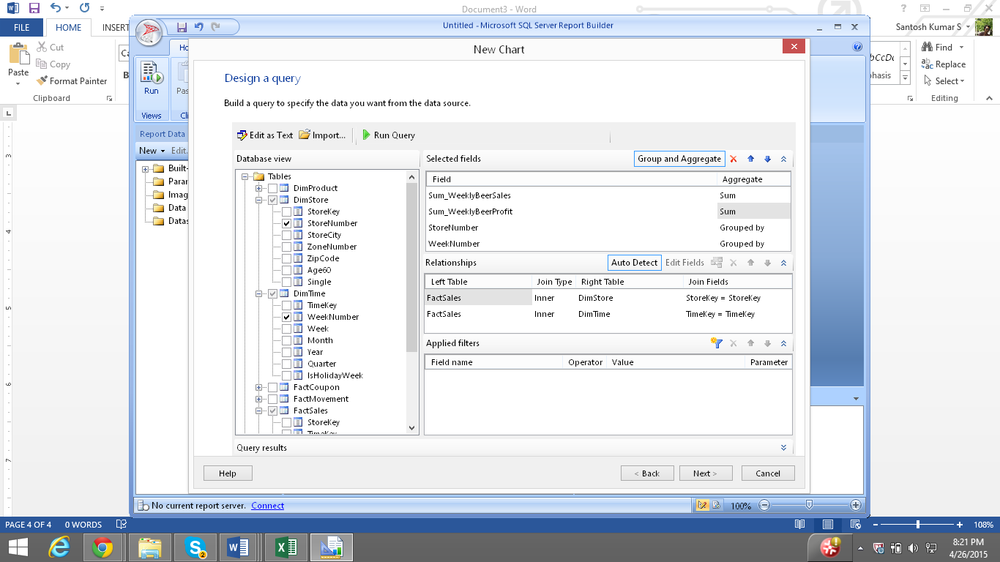 Document3 - Word
FILE
HOME
INSERT
Santosh Kumar S
Cut
Copy
Format Painter
Paste
Clipboard
Find
Replace
Select
Editing
Untitled - Microsoft SQL Server Report Builder
Run
Views
Report Data
New
Edit.
Built-
Paran
Imag
Data
Datas
New Chart
Design a query
Build a query to specify the data you want from the data source.
Edit as Text
Import...
Run Query
Database view
Tables
DimProduct
DimStore
StoreKey
StoreNumber
StoreCity
ZoneNumber
ZipCode
Age60
Single
DimTime
TimeKey
WeekNumber
Week
Month
Year
Quarter
IsHolidayWeek
FactCoupon
FactMovement
FactSales
StoreKey
TimeKey
Selected fields
Group and Aggregate
Field Aggregate
Sum_WeeklyBeerSales Sum
Sum_WeeklyBeerProfit Sum
StoreNumber Grouped by
WeekNumber Grouped by
Relationships
Auto Detect
Edit Fields
Left Table Join Type Right Table Join Fields
FactSales Inner DimStore StoreKey = StoreKey
FactSales Inner DimTime TimeKey = TimeKey
Applied filters
Field name Operator Value Parameter
Query results
Help
< Back
Next >
Cancel
No current report server. Connect
100%
PAGE 4 OF 4
0 WORDS
108%
8:21 PM
4/26/2015